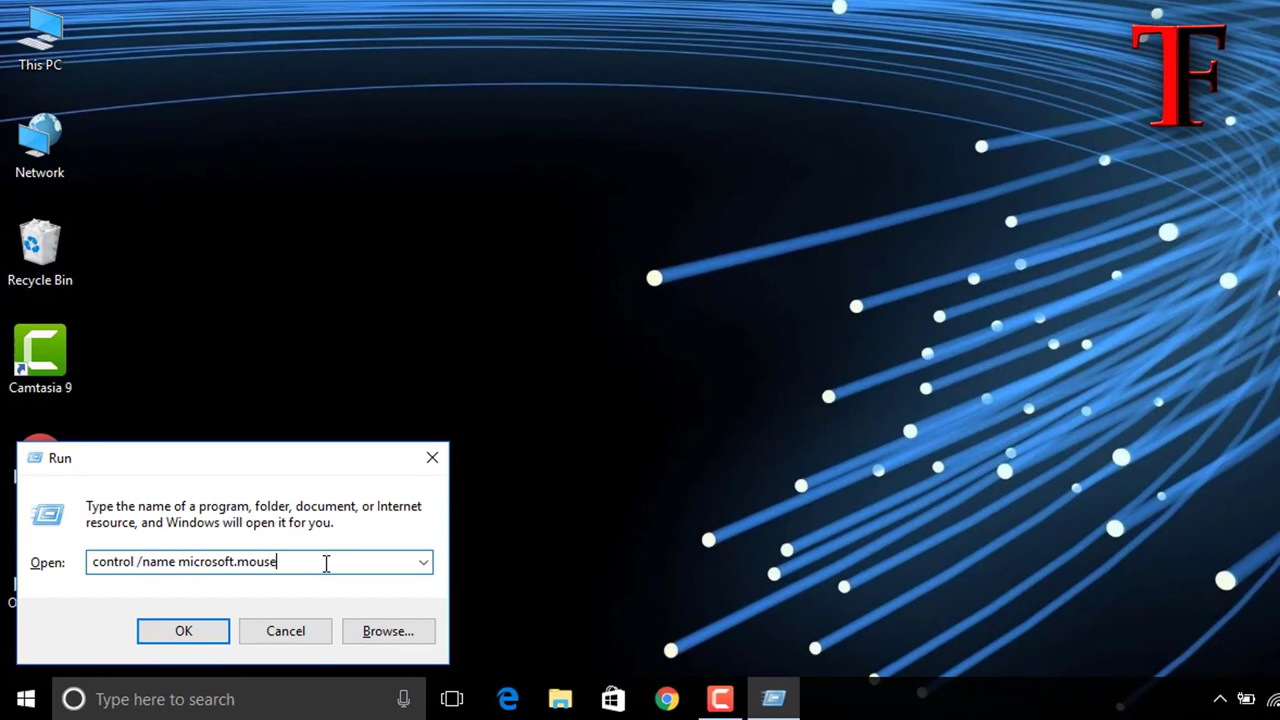 This PC
Network
Recycle Bin
Camtasia 9
TF
Run
Type the name of a program, folder, document, or Internet
resource, and Windows will open it for you.
Open:
control /name microsoft.mouse
OK
Cancel
Browse...
Type here to search